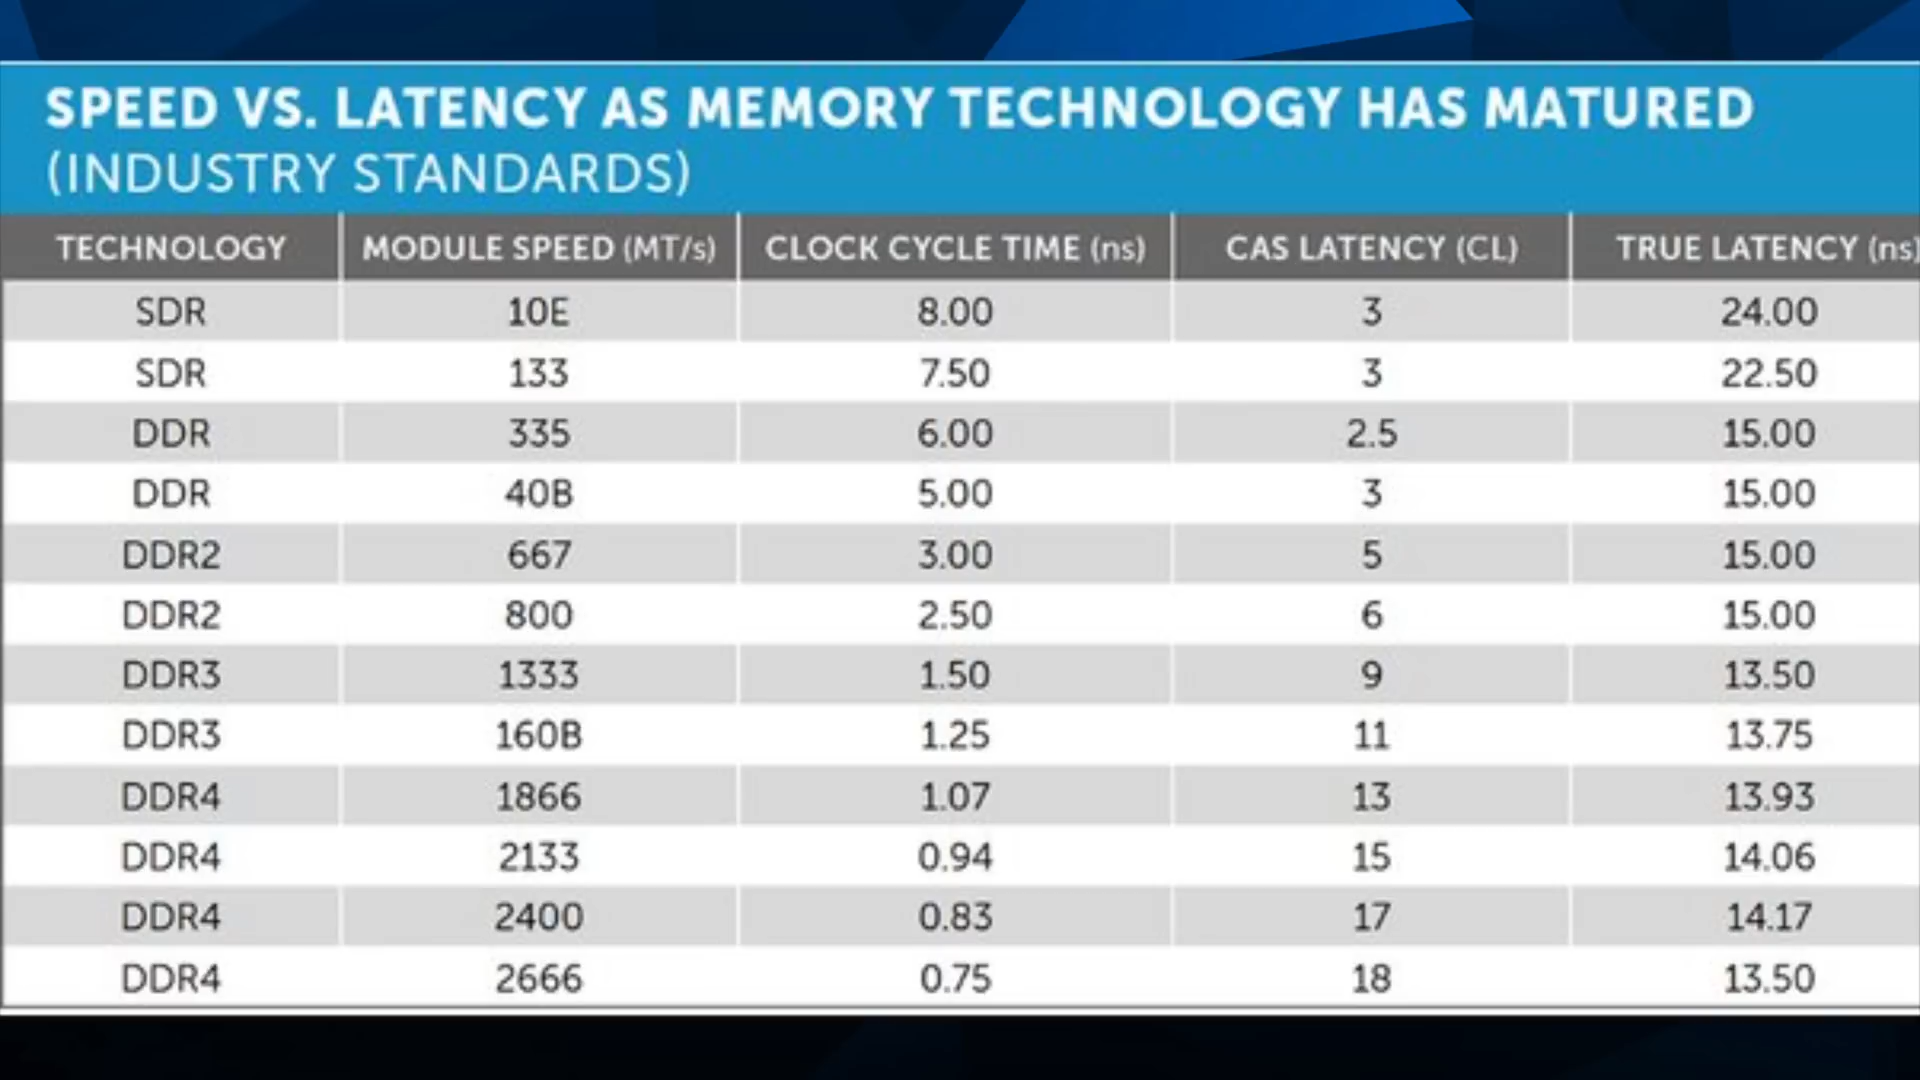 SPEED VS. LATENCY AS MEMORY TECHNOLOGY HAS MATURED
(INDUSTRY STANDARDS)
TECHNOLOGY MODULE SPEED (MT/s) CLOCK CYCLE TIME (ns) CAS LATENCY (CL) TRUE LATENCY (ns)
SDR 10E 8.00 3 24.00
SDR 133 7.50 3 22.50
DDR 335 6.00 2.5 15.00
DDR 40B 5.00 3 15.00
DDR2 667 3.00 5 15.00
DDR2 800 2.50 6 15.00
DDR3 1333 1.50 9 13.50
DDR3 160B 1.25 11 13.75
DDR4 1866 1.07 13 13.93
DDR4 2133 0.94 15 14.06
DDR4 2400 0.83 17 14.17
DDR4 2666 0.75 18 13.50